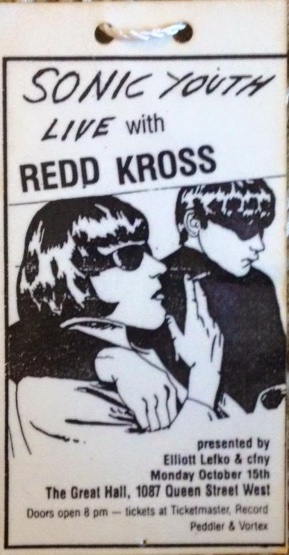 SONIC YOUTH
LIVE with
REDD KROSS
presented by
Elliott Lefko & cfny
Monday October 15th
The Great Hall, 1087 Queen Street West
Doors open 8 pm — tickets at Ticketmaster, Record
Peddler & Vortex